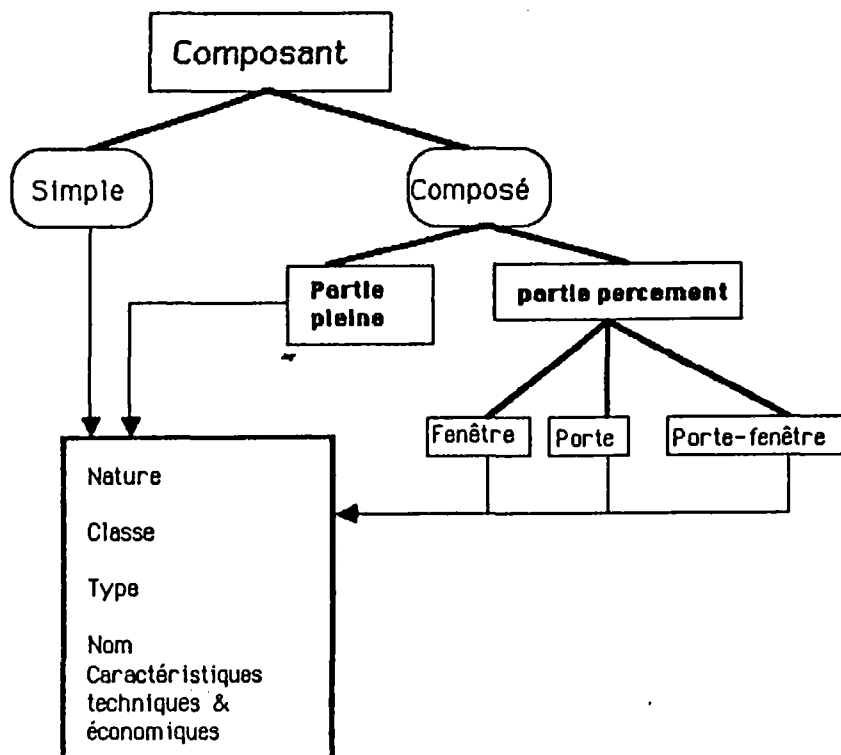 Composant
Simple
Composé
Partie
pleine
partie percement
Fenêtre
Porte
Porte-fenêtre
Nature
Classe
Type
Nom
Caractéristiques
techniques &
économiques